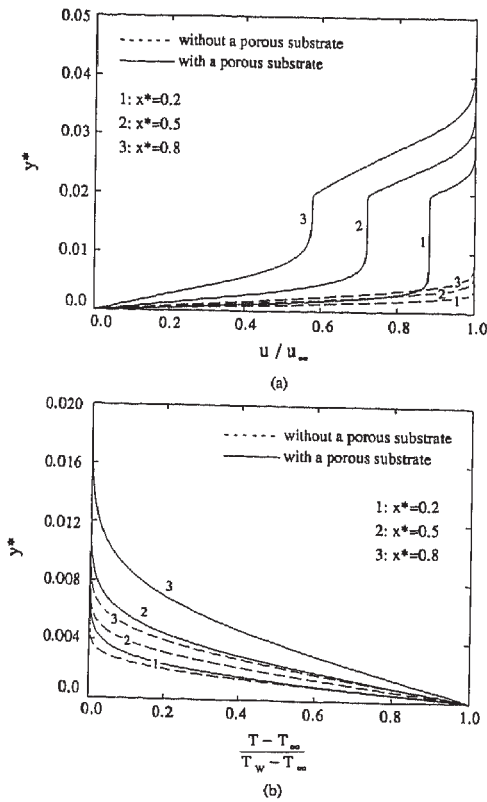 0.05
0.04
0.03
0.02
0.01
0.0
y*
without a porous substrate
with a porous substrate
1: x*=0.2
2: x*=0.5
3: x*=0.8
3
2
1
3
2
1
0.0 0.2 0.4 0.6 0.8 1.0
u / u∞
(a)
0.020
0.016
0.012
0.008
0.004
0.0
y*
without a porous substrate
with a porous substrate
1: x*=0.2
2: x*=0.5
3: x*=0.8
3
2
3
2
1
0.0 0.2 0.4 0.6 0.8 1.0
T − T∞
T_w − T∞
(b)